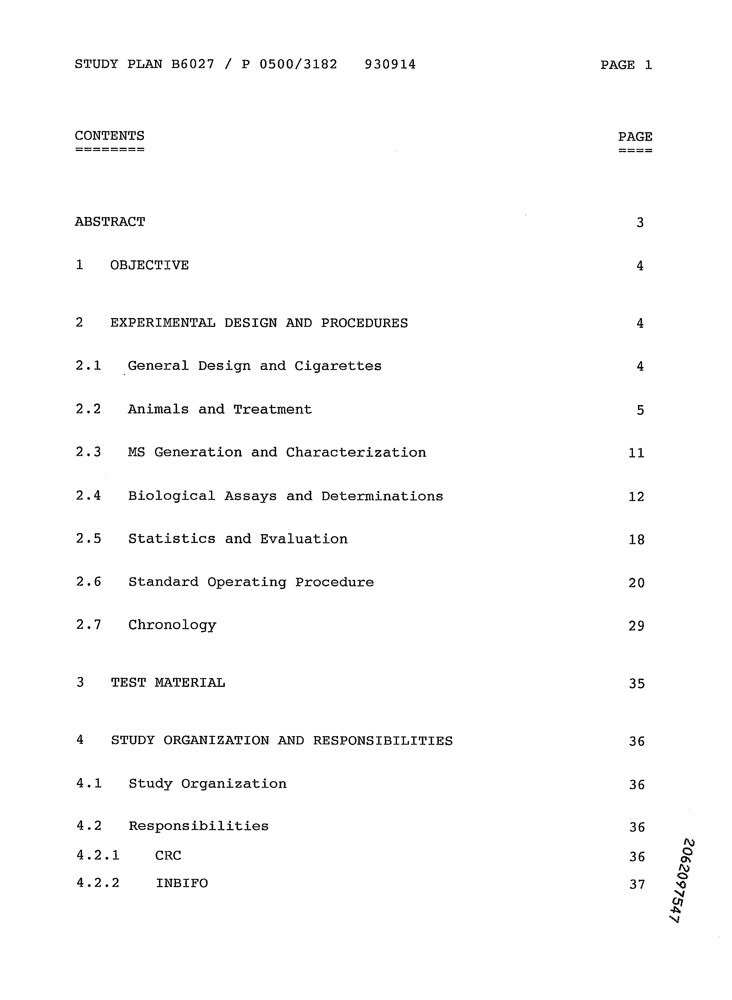 STUDY PLAN B6027 / P 0500/3182 930914 PAGE 1
CONTENTS PAGE
======== ====
ABSTRACT 3
1 OBJECTIVE 4
2 EXPERIMENTAL DESIGN AND PROCEDURES 4
2.1 General Design and Cigarettes 4
2.2 Animals and Treatment 5
2.3 MS Generation and Characterization 11
2.4 Biological Assays and Determinations 12
2.5 Statistics and Evaluation 18
2.6 Standard Operating Procedure 20
2.7 Chronology 29
3 TEST MATERIAL 35
4 STUDY ORGANIZATION AND RESPONSIBILITIES 36
4.1 Study Organization 36
4.2 Responsibilities 36
4.2.1 CRC 36
4.2.2 INBIFO 37
2062097547